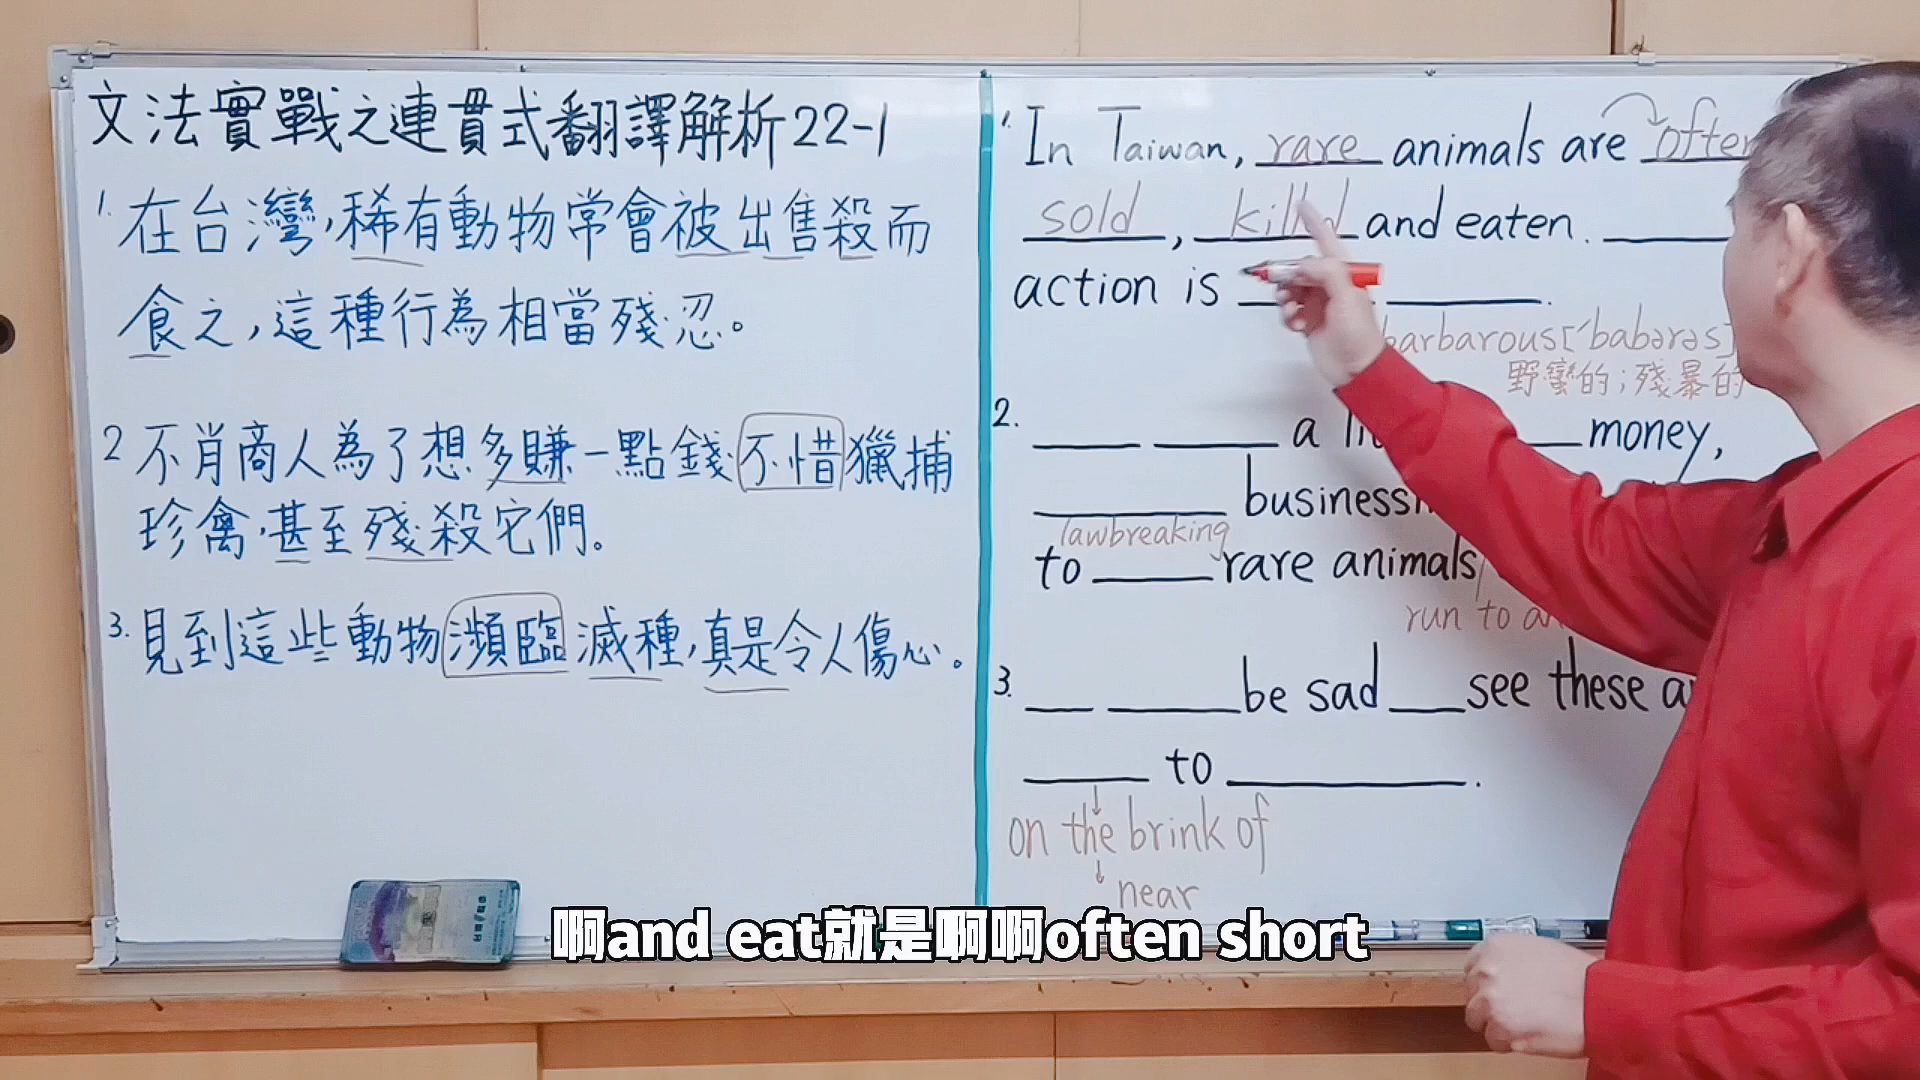 文法實戰之連貫式翻譯解析22-1
1. 在台灣,稀有動物常會被出售殺而
食之,這種行為相當殘忍。
2 不肖商人為了想多賺一點錢,不惜獵捕
珍禽,甚至殘殺它們。
3. 見到這些動物瀕臨滅種,真是令人傷心。
1. In Taiwan, rare animals are often
sold, killed and eaten.
action is
barbarous[ˊbabərəs]
野蠻的;殘暴的
2. a money,
business
lawbreaking
to rare animals
run to
3. be sad see these
to .
on the brink of
near
啊and eat就是啊啊often short